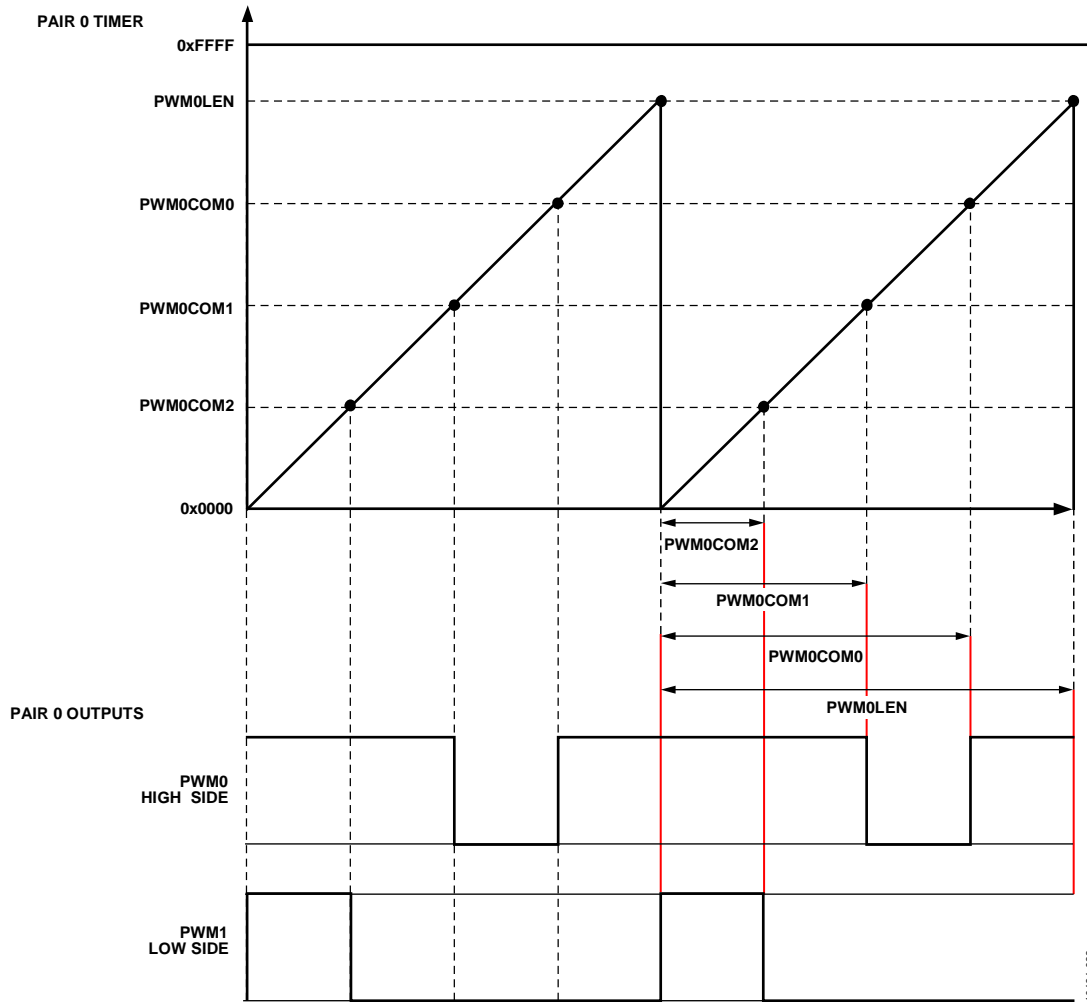 PAIR 0 TIMER
0xFFFF
PWM0LEN
PWM0COM0
PWM0COM1
PWM0COM2
0x0000
PWM0COM2
PWM0COM1
PWM0COM0
PWM0LEN
PAIR 0 OUTPUTS
PWM0
HIGH SIDE
PWM1
LOW SIDE